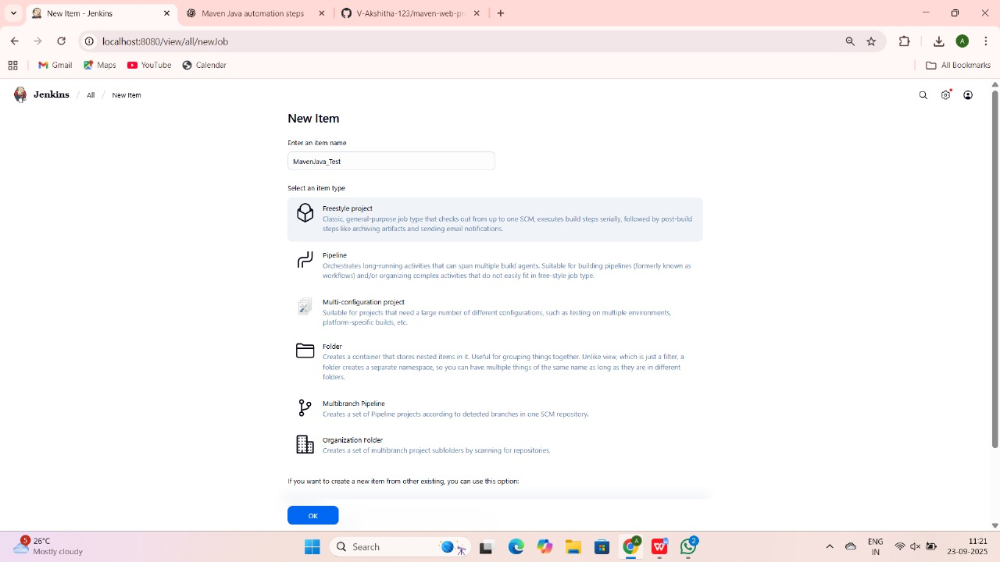 New Item - Jenkins
Maven Java automation steps
V-Akshitha-123/maven-web-pr
localhost:8080/view/all/newJob
A
Gmail
Maps
YouTube
Calendar
All Bookmarks
Jenkins / All / New Item
New Item
Enter an item name
MavenJava_Test
Select an item type
Freestyle project
Classic, general-purpose job type that checks out from up to one SCM, executes build steps serially, followed by post-build
steps like archiving artifacts and sending email notifications.
Pipeline
Orchestrates long-running activities that can span multiple build agents. Suitable for building pipelines (formerly known as
workflows) and/or organizing complex activities that do not easily fit in free-style job type.
Multi-configuration project
Suitable for projects that need a large number of different configurations, such as testing on multiple environments,
platform-specific builds, etc.
Folder
Creates a container that stores nested items in it. Useful for grouping things together. Unlike view, which is just a filter, a
folder creates a separate namespace, so you can have multiple things of the same name as long as they are in different
folders.
Multibranch Pipeline
Creates a set of Pipeline projects according to detected branches in one SCM repository.
Organization Folder
Creates a set of multibranch project subfolders by scanning for repositories.
If you want to create a new item from other existing, you can use this option:
OK
5
26°C
Mostly cloudy
Search
A
W
2
ENG
IN
11:21
23-09-2025